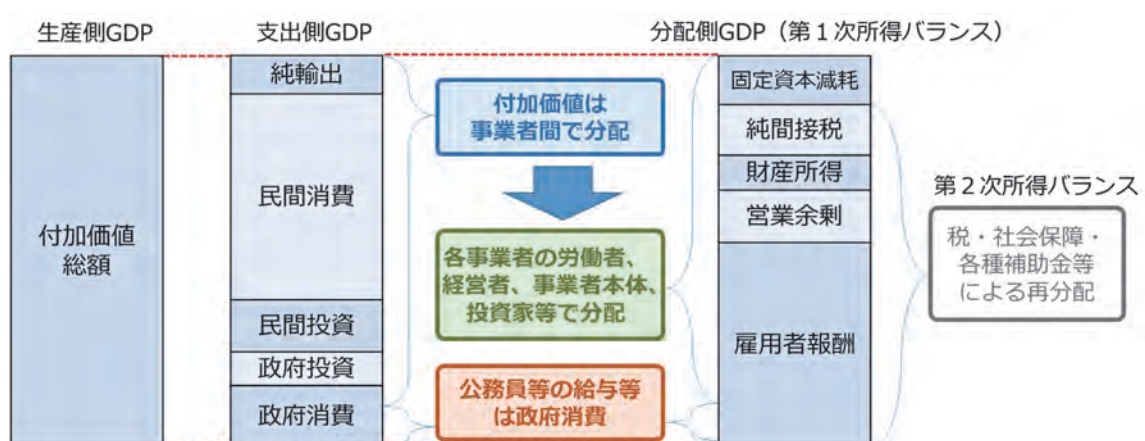 生産側GDP
支出側GDP
分配側GDP（第１次所得バランス）
付加価値
総額
純輸出
民間消費
民間投資
政府投資
政府消費
付加価値は
事業者間で分配
各事業者の労働者、
経営者、事業者本体、
投資家等で分配
公務員等の給与等
は政府消費
固定資本減耗
純間接税
財産所得
営業余剰
雇用者報酬
第２次所得バランス
税・社会保障・
各種補助金等
による再分配